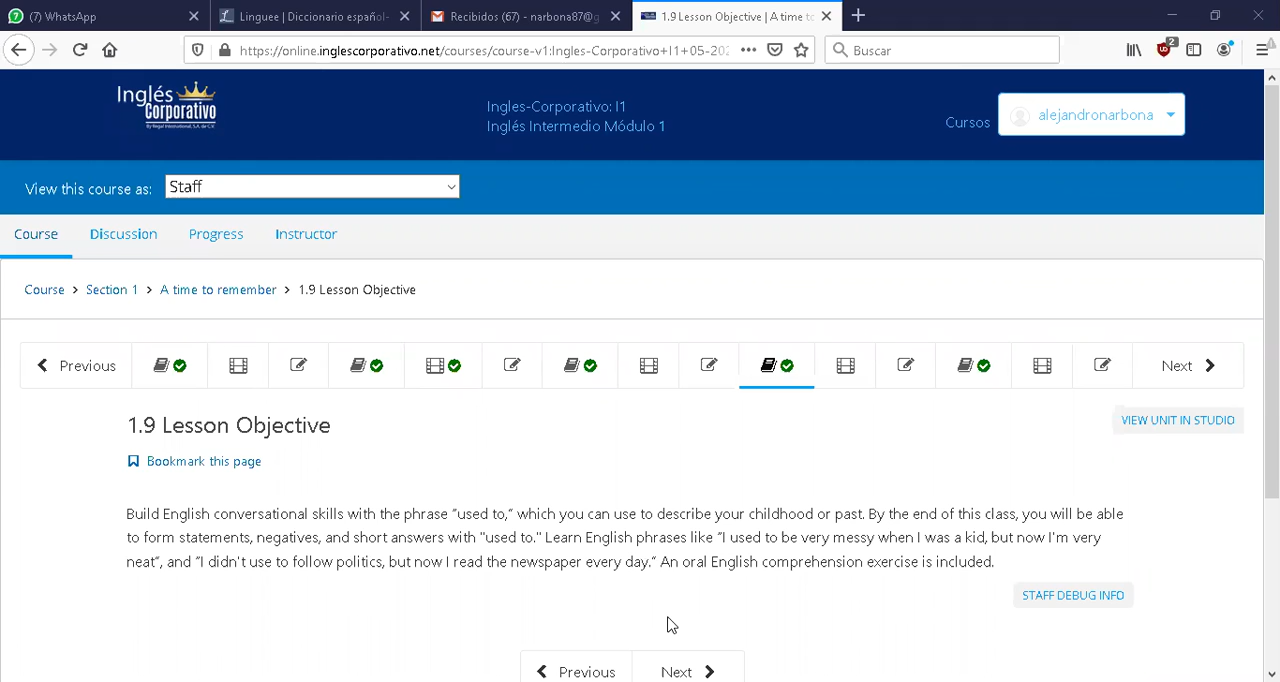 (7) WhatsApp
Linguee | Diccionario español-
Recibidos (67) - narbona87@g
1.9 Lesson Objective | A time to
https://online.inglescorporativo.net/courses/course-v1:Ingles-Corporativo+I1+05-202
Buscar
2
Inglés
Corporativo
Ingles-Corporativo: I1
Inglés Intermedio Módulo 1
Cursos
alejandronarbona
View this course as:
Staff
Course
Discussion
Progress
Instructor
Course > Section 1 > A time to remember > 1.9 Lesson Objective
Previous
Next
1.9 Lesson Objective
VIEW UNIT IN STUDIO
Bookmark this page
Build English conversational skills with the phrase "used to," which you can use to describe your childhood or past. By the end of this class, you will be able
to form statements, negatives, and short answers with "used to." Learn English phrases like "I used to be very messy when I was a kid, but now I'm very
neat", and "I didn't use to follow politics, but now I read the newspaper every day." An oral English comprehension exercise is included.
STAFF DEBUG INFO
Previous
Next